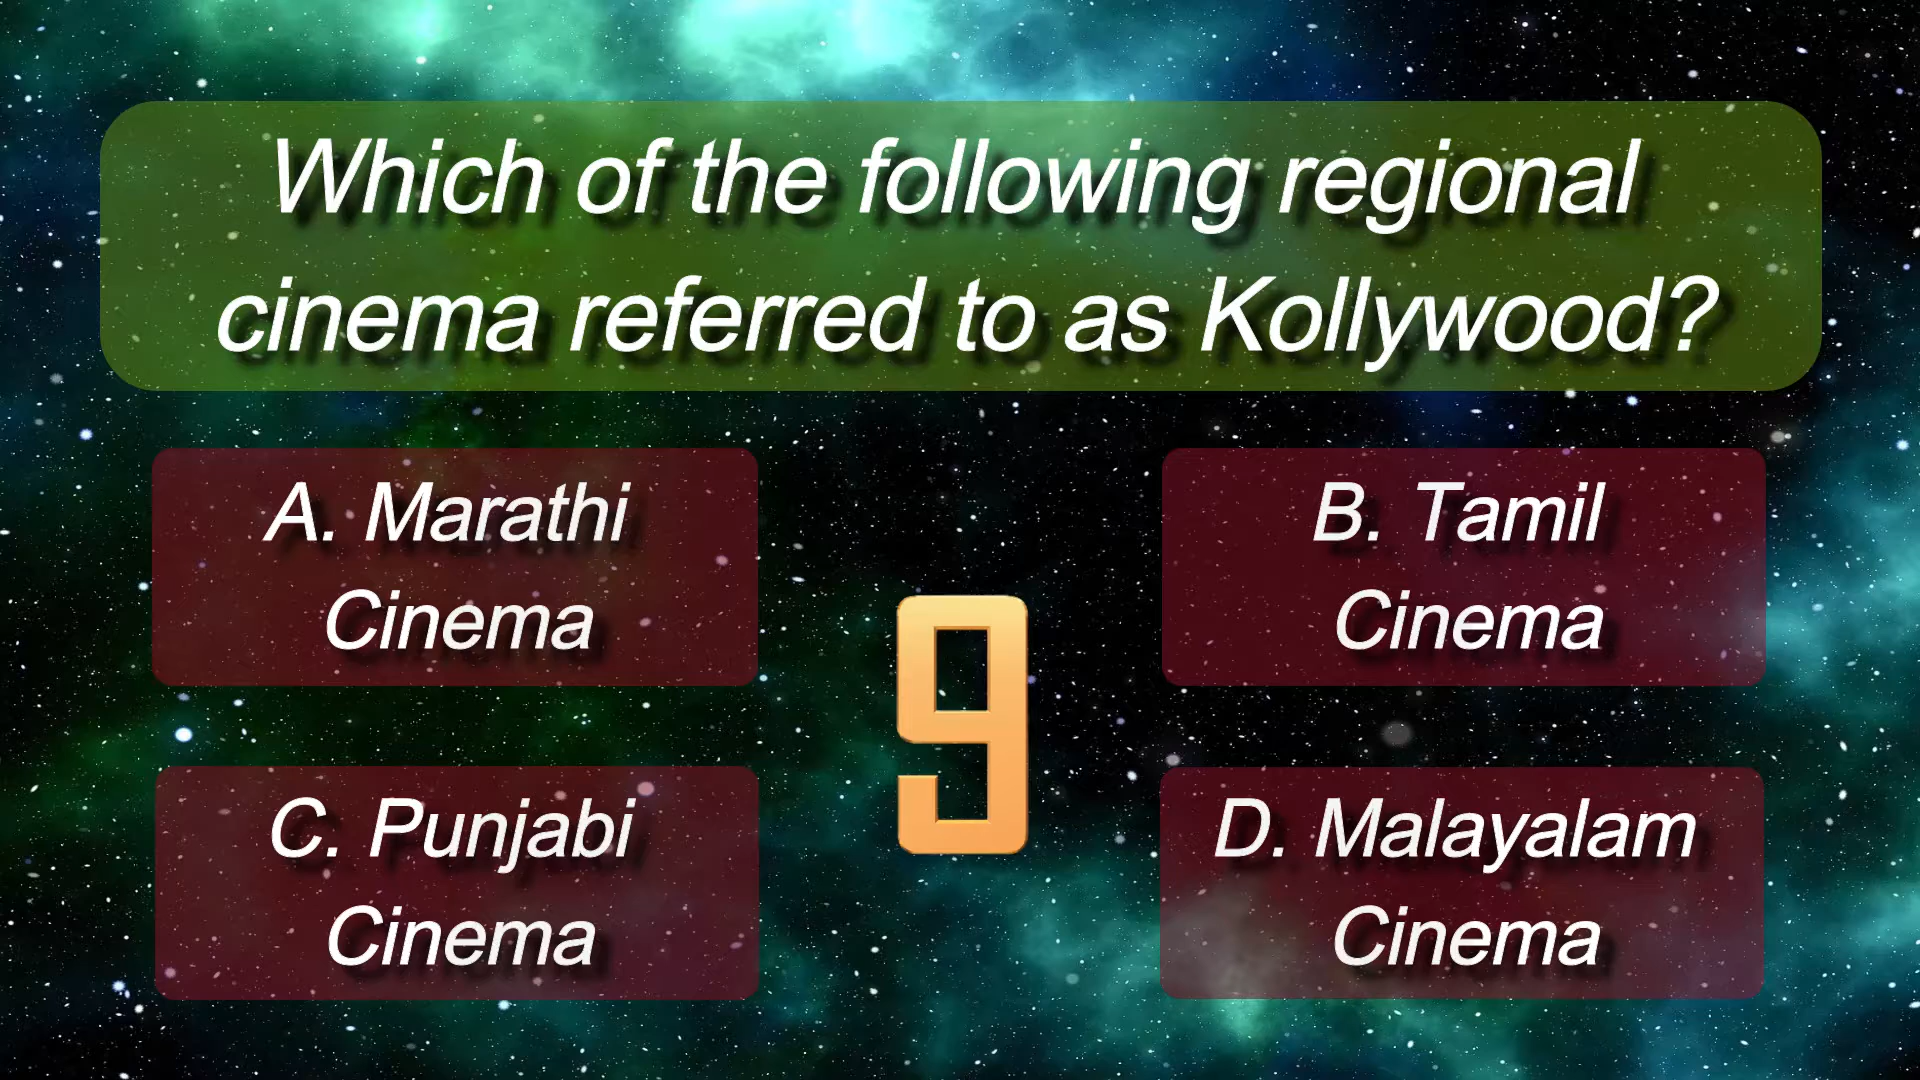 Which of the following regional
cinema referred to as Kollywood?
A. Marathi
Cinema
B. Tamil
Cinema
9
C. Punjabi
Cinema
D. Malayalam
Cinema